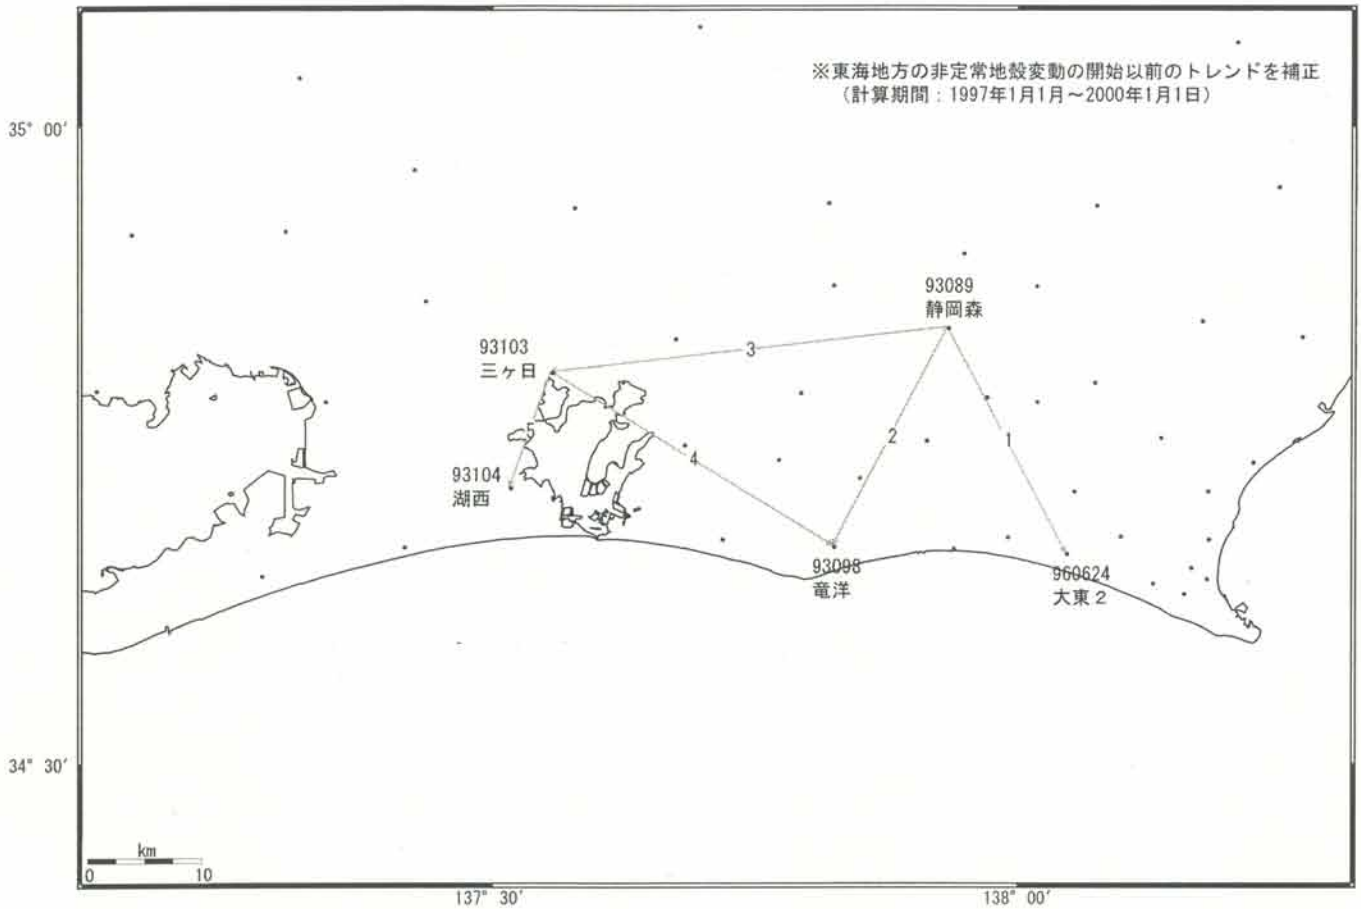 ※東海地方の非定常地殻変動の開始以前のトレンドを補正
（計算期間：1997年1月1月～2000年1月1日）
35° 00′
93089
静岡森
93103
三ヶ日
3
5
4
2
1
93104
湖西
93098
竜洋
960624
大東２
34° 30′
km
0 10
137° 30′ 138° 00′